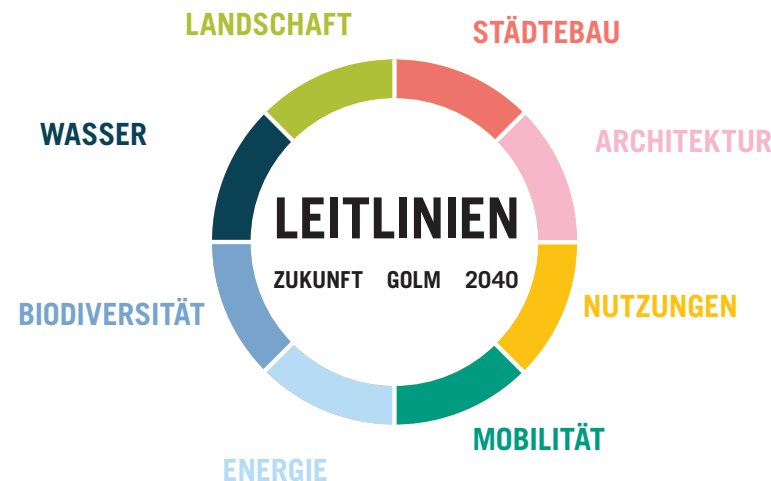 LANDSCHAFT
STÄDTEBAU
WASSER
ARCHITEKTUR
LEITLINIEN
ZUKUNFT GOLM 2040
BIODIVERSITÄT
NUTZUNGEN
MOBILITÄT
ENERGIE